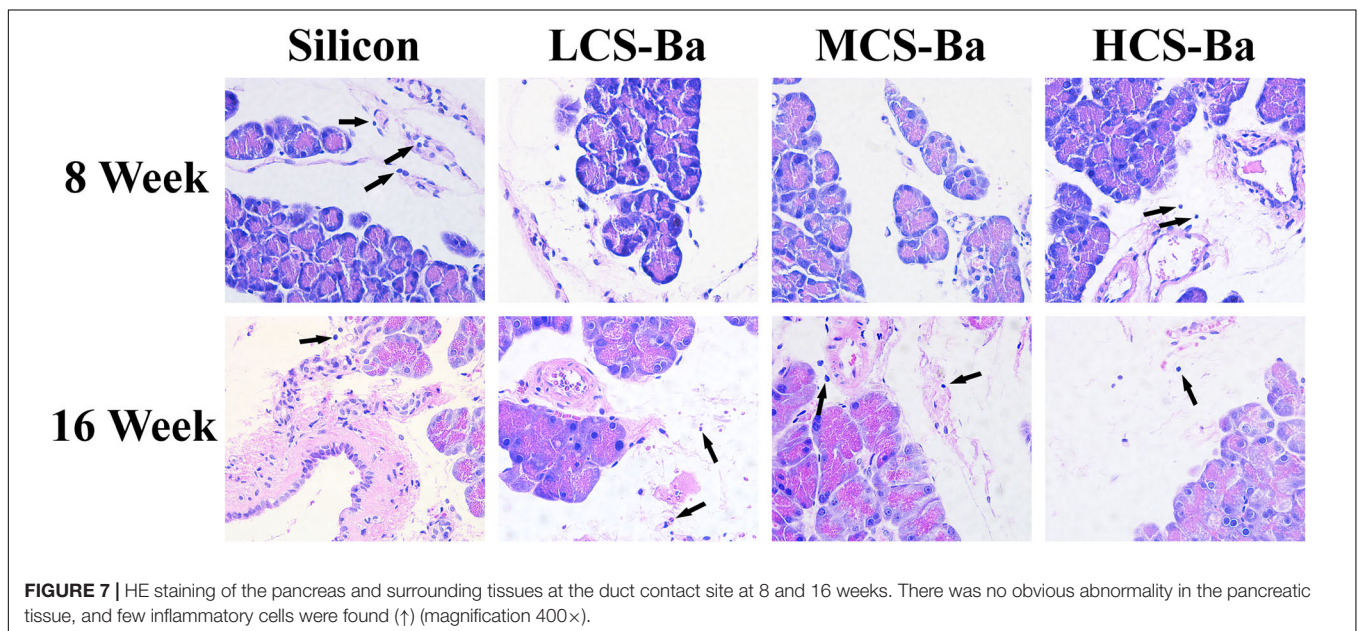 Silicon LCS-Ba MCS-Ba HCS-Ba
8 Week
16 Week
FIGURE 7 | HE staining of the pancreas and surrounding tissues at the duct contact site at 8 and 16 weeks. There was no obvious abnormality in the pancreatic
tissue, and few inflammatory cells were found (↑) (magnification 400×).